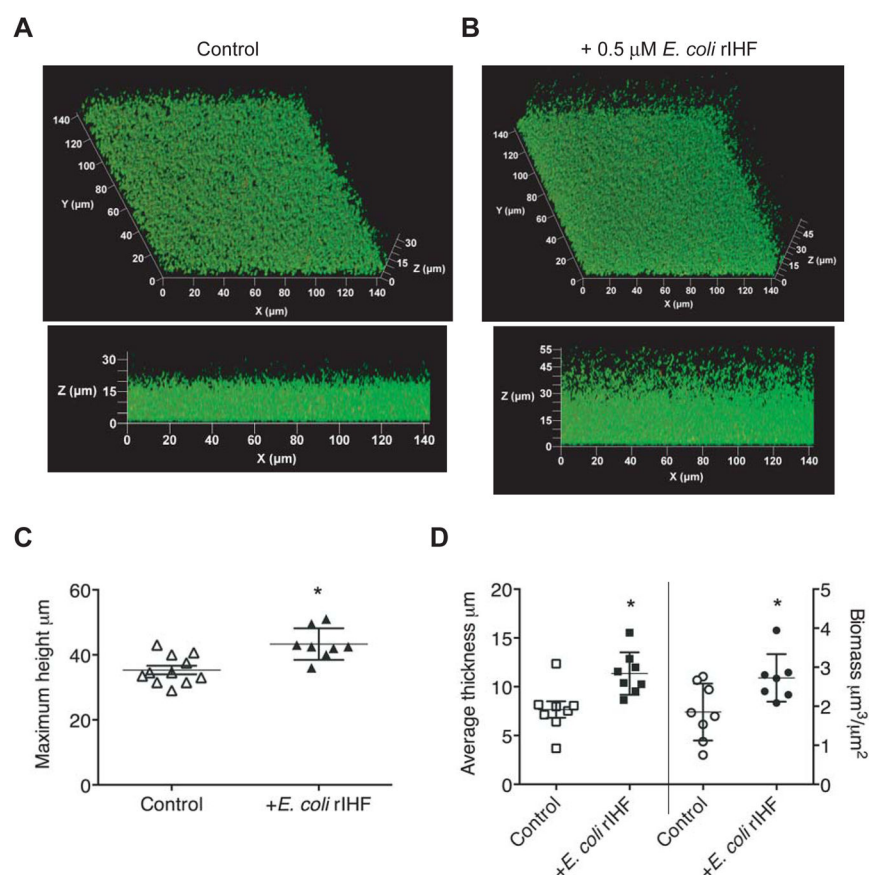 A
Control
140
120
100
80
60
40
20
0
Y (µm)
0 20 40 60 80 100 120 140
X (µm)
30
15
0
Z (µm)
30
15
0
Z (µm)
0 20 40 60 80 100 120 140
X (µm)
B
+ 0.5 µM E. coli rIHF
140
120
100
80
60
40
20
0
Y (µm)
0 20 40 60 80 100 120 140
X (µm)
45
30
15
0
Z (µm)
55
45
30
15
0
Z (µm)
0 20 40 60 80 100 120 140
X (µm)
C
Maximum height µm
60
40
20
0
*
Control +E. coli rIHF
D
Average thickness µm
20
15
10
5
0
* *
5
4
3
2
1
0
Biomass µm³/µm²
Control +E. coli rIHF Control +E. coli rIHF